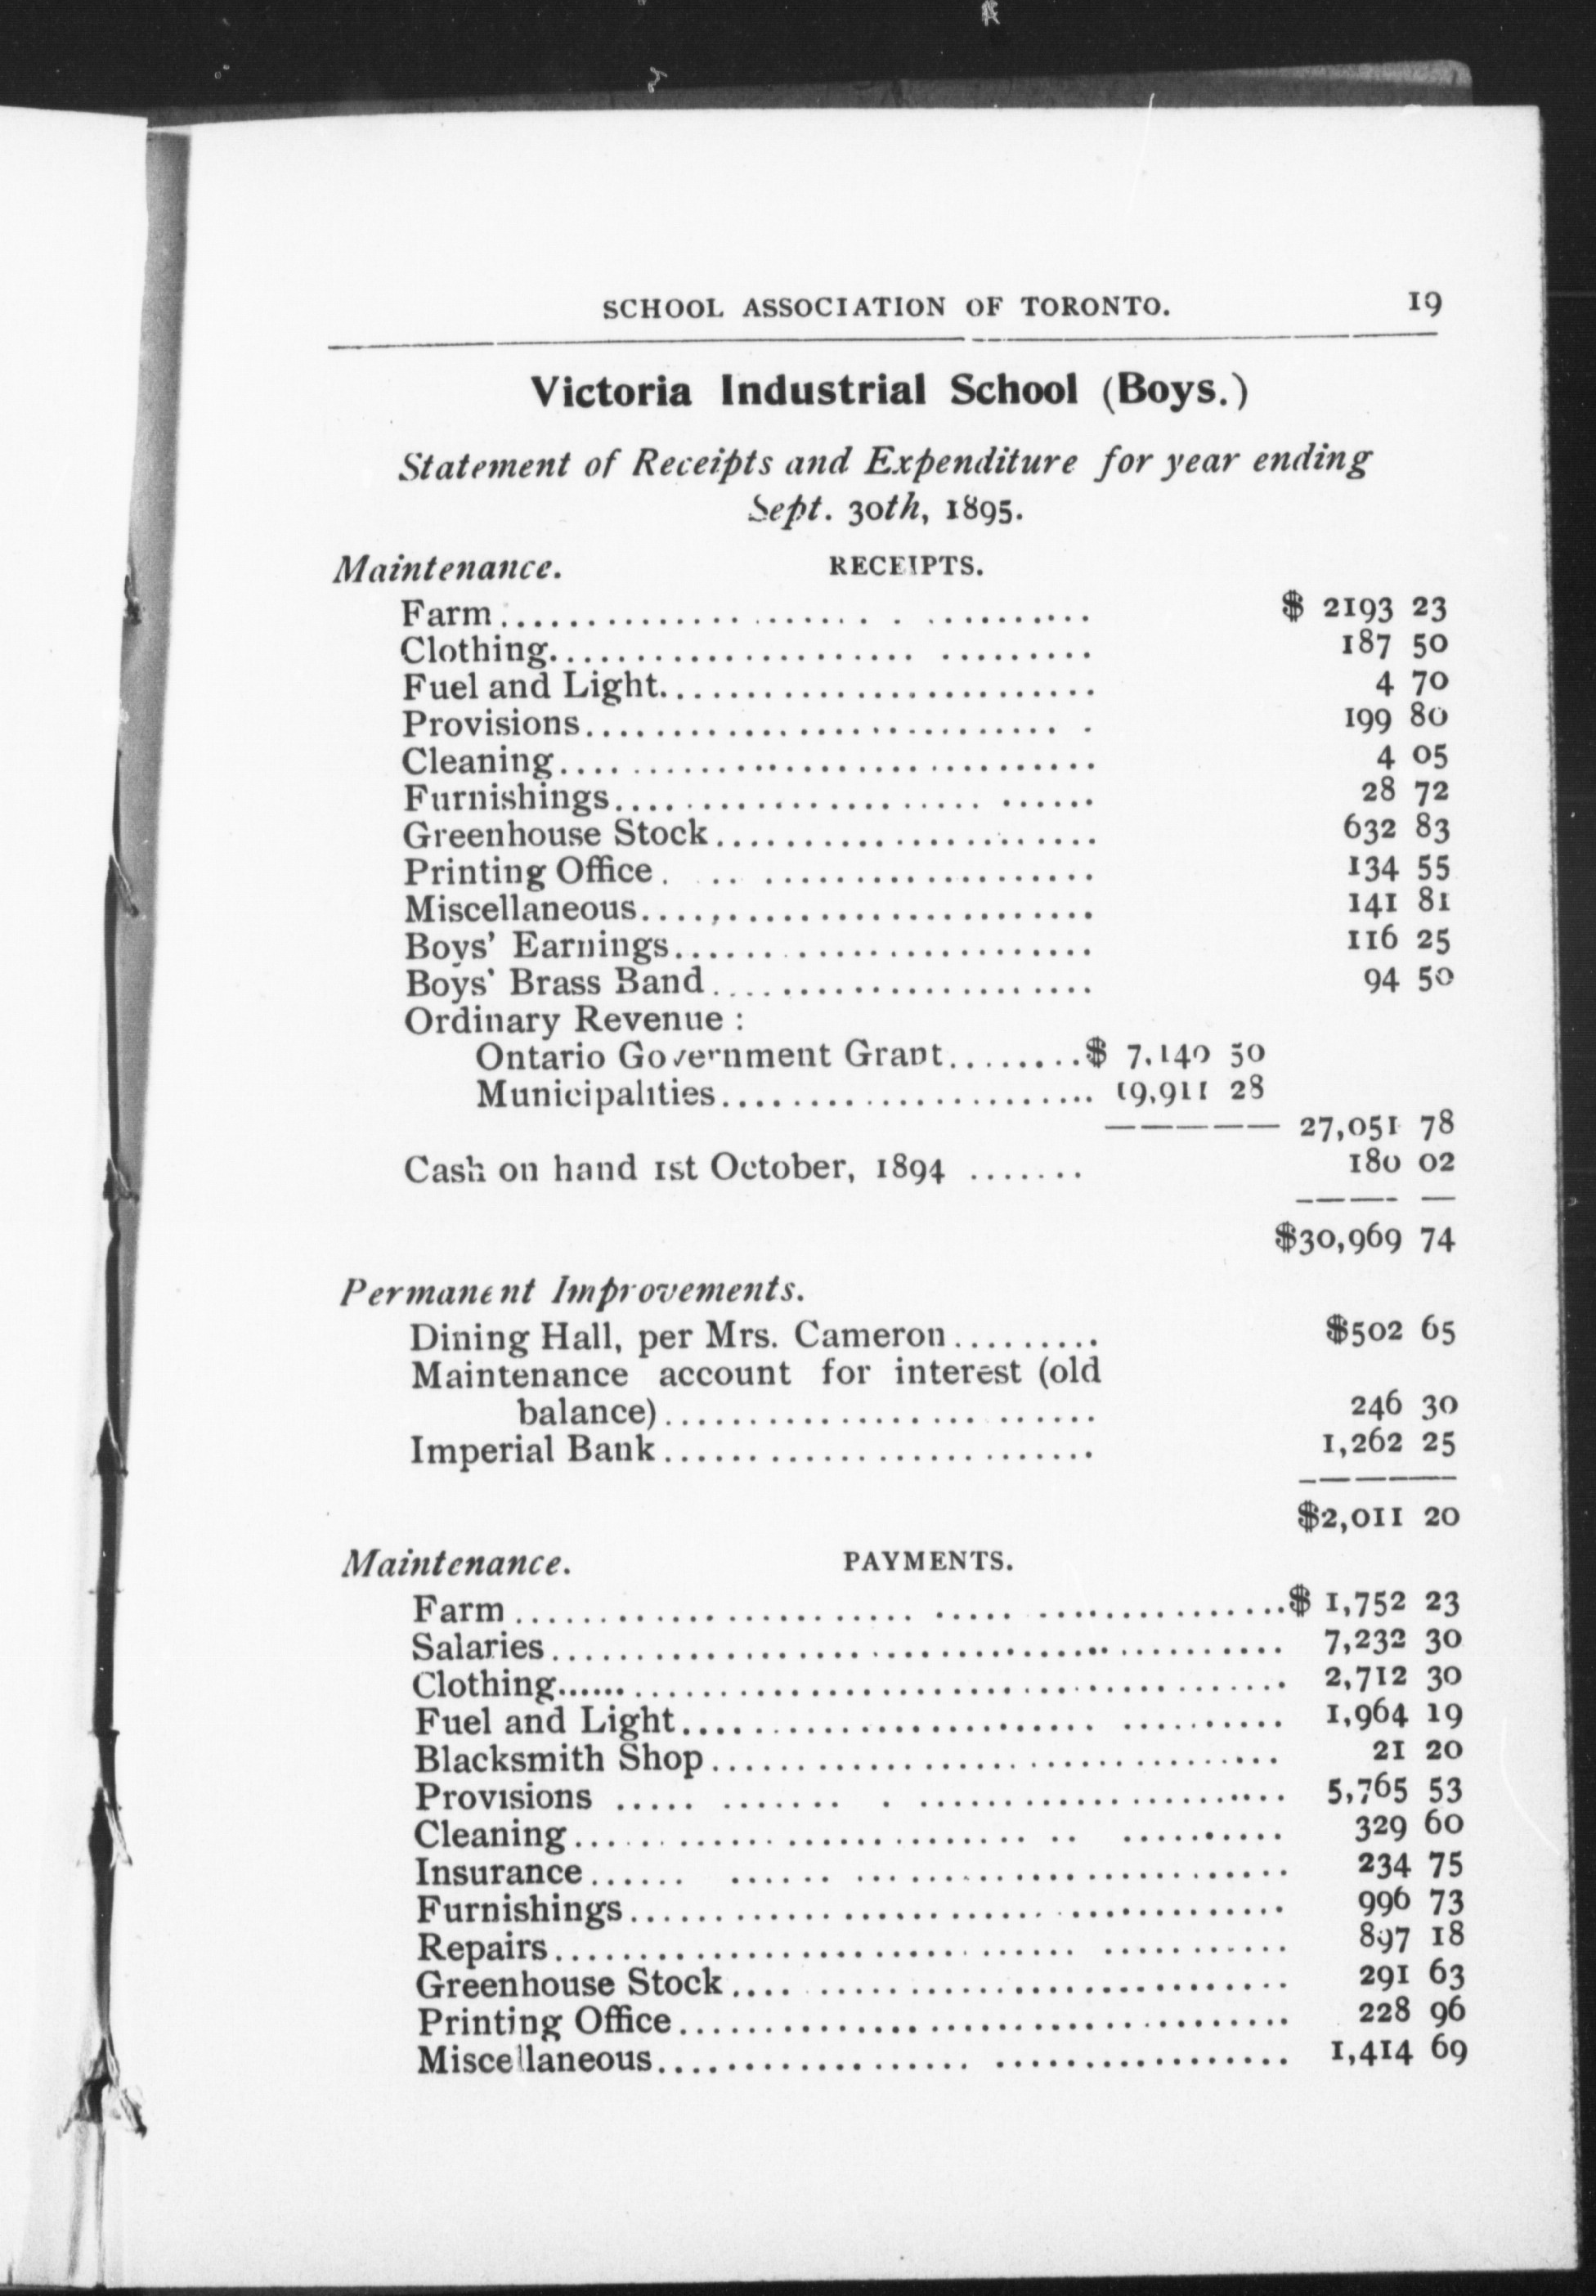 SCHOOL ASSOCIATION OF TORONTO. 19
Victoria Industrial School (Boys.)
Statement of Receipts and Expenditure for year ending
Sept. 30th, 1895.
Maintenance. RECEIPTS.
Farm.................................. $ 2193 23
Clothing............................... 187 50
Fuel and Light......................... 4 70
Provisions............................. 199 80
Cleaning............................... 4 05
Furnishings............................ 28 72
Greenhouse Stock...................... 632 83
Printing Office........................ 134 55
Miscellaneous.......................... 141 81
Boys' Earnings......................... 116 25
Boys' Brass Band...................... 94 50
Ordinary Revenue :
Ontario Government Grant........$ 7,140 50
Municipalities...................... 19,911 28
27,051 78
Cash on hand 1st October, 1894 ....... 180 02
$30,969 74
Permanent Improvements.
Dining Hall, per Mrs. Cameron......... $502 65
Maintenance account for interest (old
balance)........................ 246 30
Imperial Bank......................... 1,262 25
$2,011 20
Maintenance. PAYMENTS.
Farm ............................................$ 1,752 23
Salaries.......................................... 7,232 30
Clothing.......................................... 2,712 30
Fuel and Light.................................... 1,964 19
Blacksmith Shop.................................. 21 20
Provisions ....................................... 5,765 53
Cleaning.......................................... 329 60
Insurance......................................... 234 75
Furnishings....................................... 996 73
Repairs........................................... 897 18
Greenhouse Stock................................. 291 63
Printing Office................................... 228 96
Miscellaneous..................................... 1,414 69